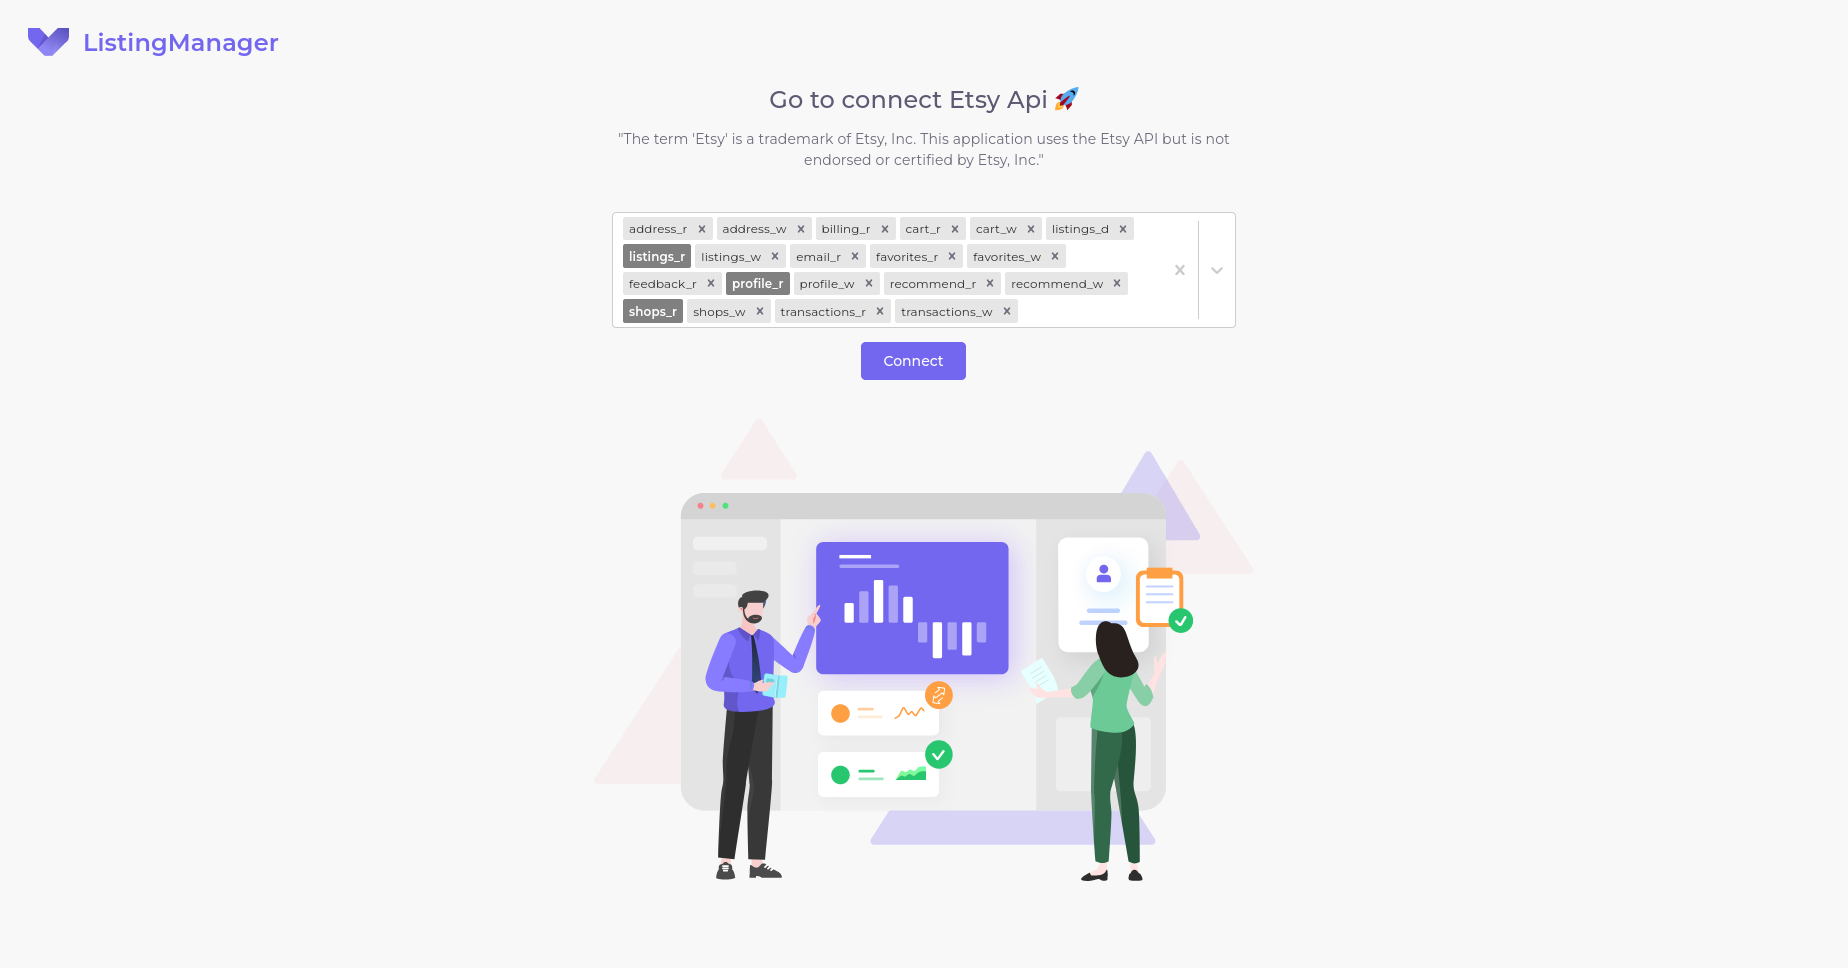 ListingManager
Go to connect Etsy Api 🚀
"The term 'Etsy' is a trademark of Etsy, Inc. This application uses the Etsy API but is not
endorsed or certified by Etsy, Inc."
address_r address_w billing_r cart_r cart_w listings_d
listings_r listings_w email_r favorites_r favorites_w
feedback_r profile_r profile_w recommend_r recommend_w
shops_r shops_w transactions_r transactions_w
Connect